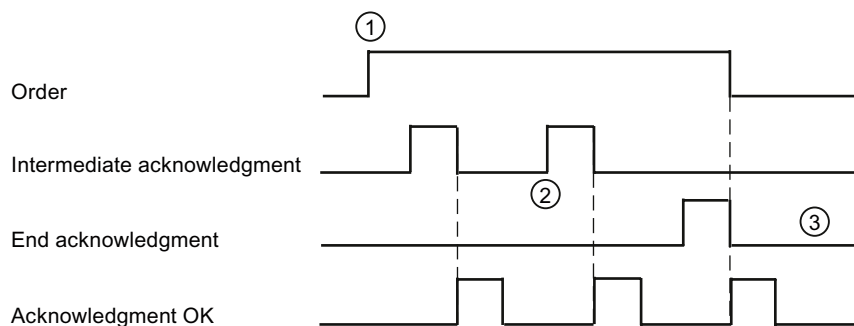 ①
Order
Intermediate acknowledgment
②
End acknowledgment
③
Acknowledgment OK